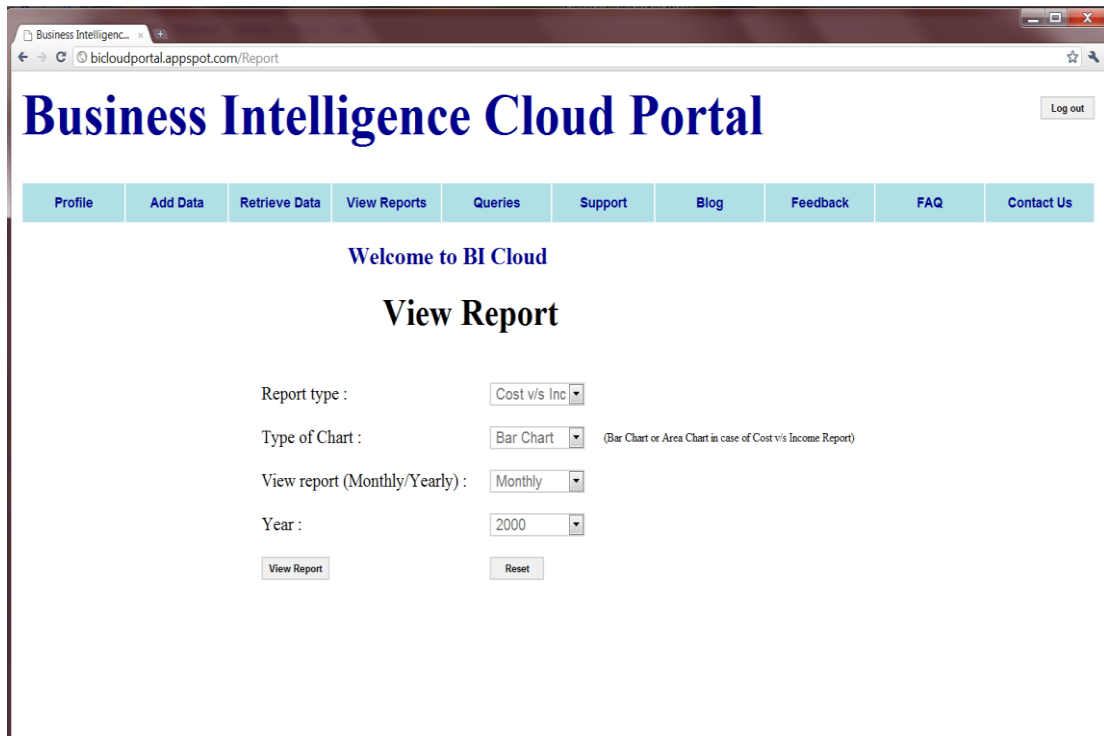 Business Intelligenc...
bicloudportal.appspot.com/Report
Business Intelligence Cloud Portal
Log out
Profile Add Data Retrieve Data View Reports Queries Support Blog Feedback FAQ Contact Us
Welcome to BI Cloud
View Report
Report type : Cost v/s Inc
Type of Chart : Bar Chart (Bar Chart or Area Chart in case of Cost v/s Income Report)
View report (Monthly/Yearly) : Monthly
Year : 2000
View Report Reset